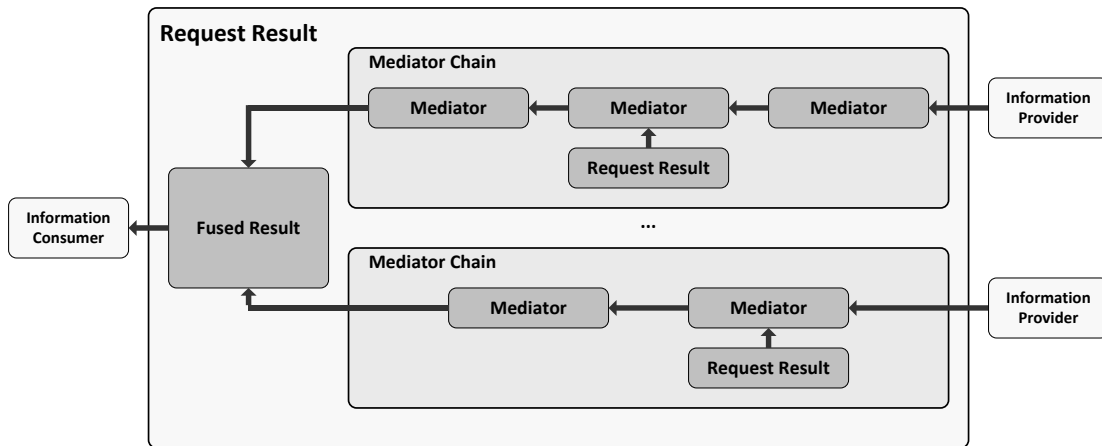 Request Result
Mediator Chain
Mediator
Mediator
Mediator
Information
Provider
Request Result
Information
Consumer
Fused Result
...
Mediator Chain
Mediator
Mediator
Information
Provider
Request Result